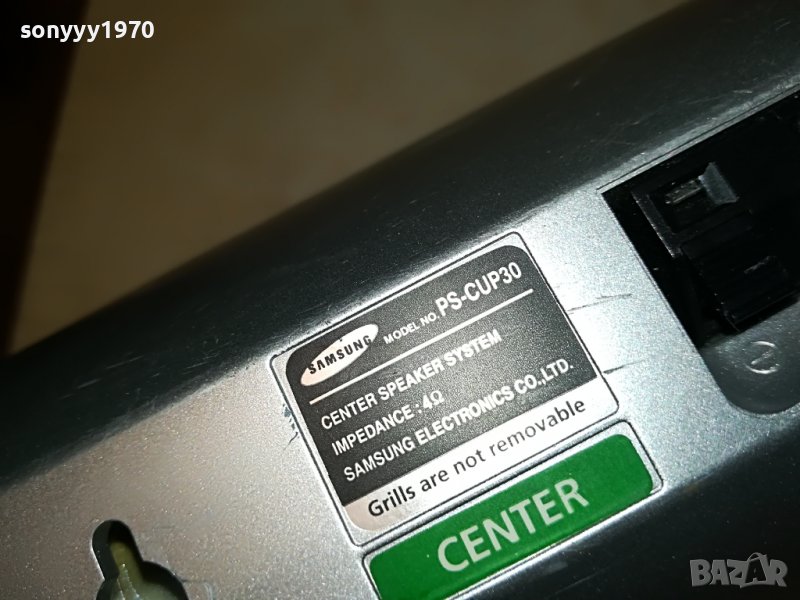 sonyyy1970
SAMSUNG
MODEL NO. PS-CUP30
CENTER SPEAKER SYSTEM
IMPEDANCE : 4Ω
SAMSUNG ELECTRONICS CO.,LTD.
Grills are not removable
CENTER
BAZAR